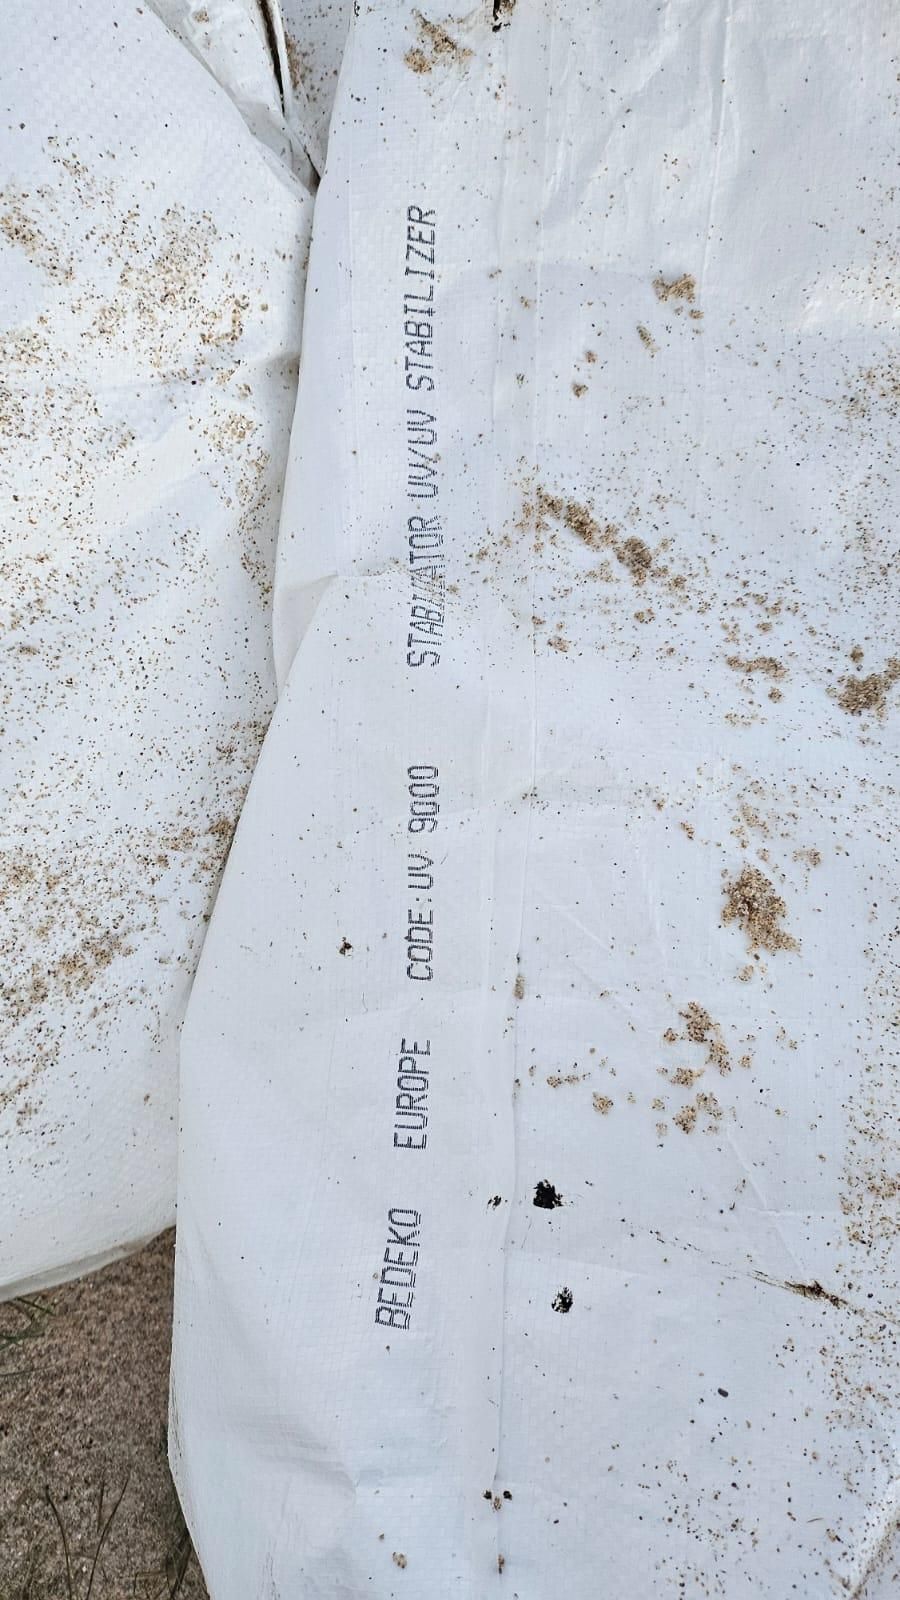 BEDEKO EUROPE CODE: UV 9000 STABILIZATOR UV/UV STABILIZER